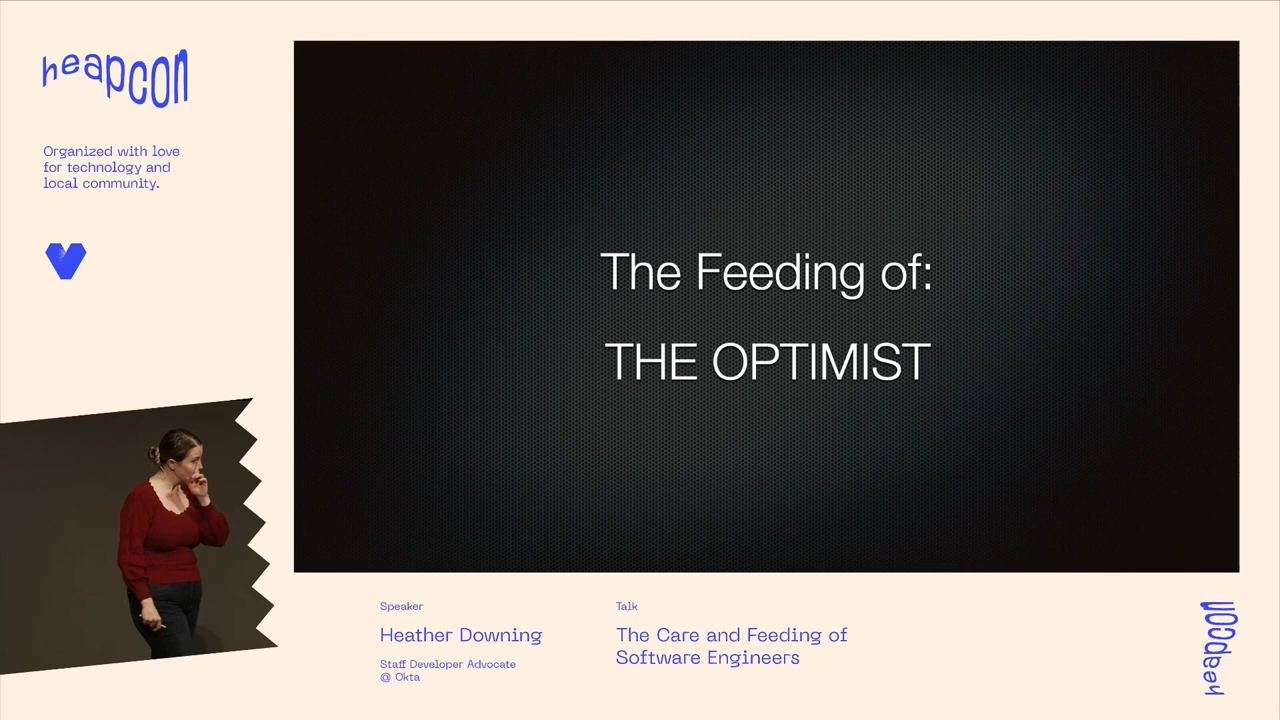 heapcon
Organized with love
for technology and
local community.
The Feeding of:
THE OPTIMIST
Speaker
Heather Downing
Staff Developer Advocate
@ Okta
Talk
The Care and Feeding of
Software Engineers
heapcon